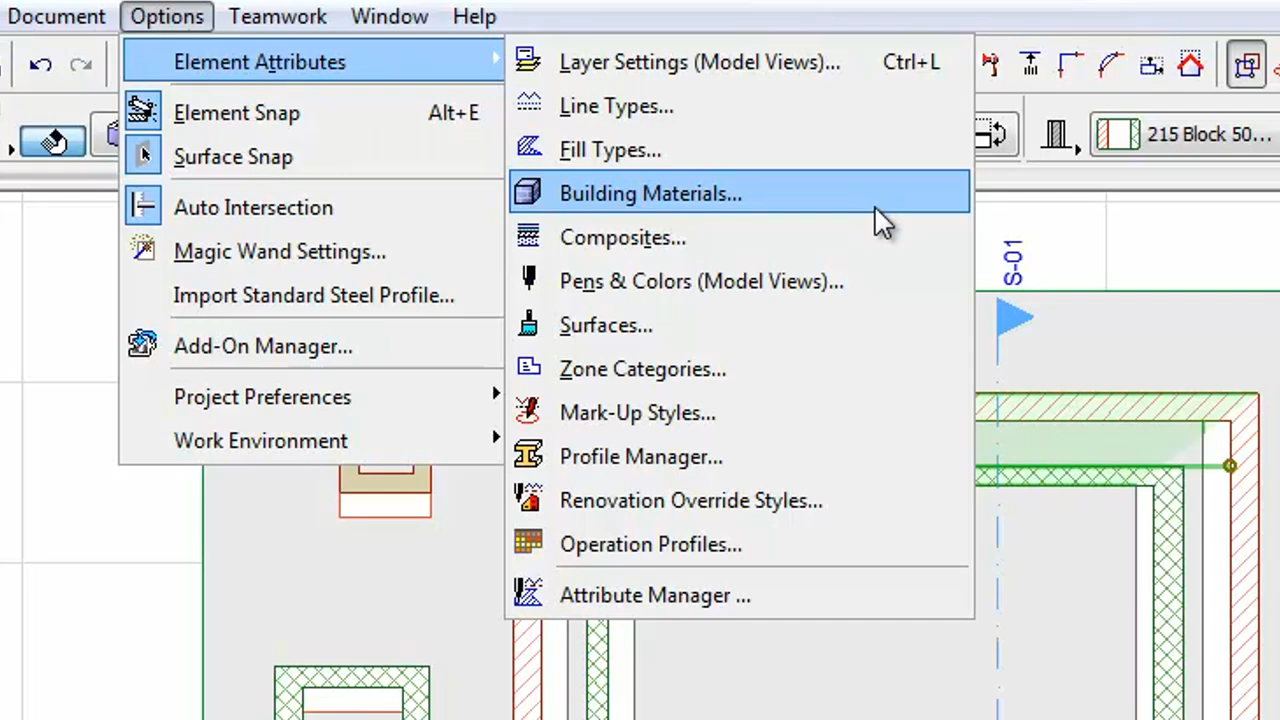 Document Options Teamwork Window Help
Element Attributes
Element Snap Alt+E
Surface Snap
Auto Intersection
Magic Wand Settings...
Import Standard Steel Profile...
Add-On Manager...
Project Preferences
Work Environment
Layer Settings (Model Views)... Ctrl+L
Line Types...
Fill Types...
Building Materials...
Composites...
Pens & Colors (Model Views)...
Surfaces...
Zone Categories...
Mark-Up Styles...
Profile Manager...
Renovation Override Styles...
Operation Profiles...
Attribute Manager ...
215 Block 50...
S-01